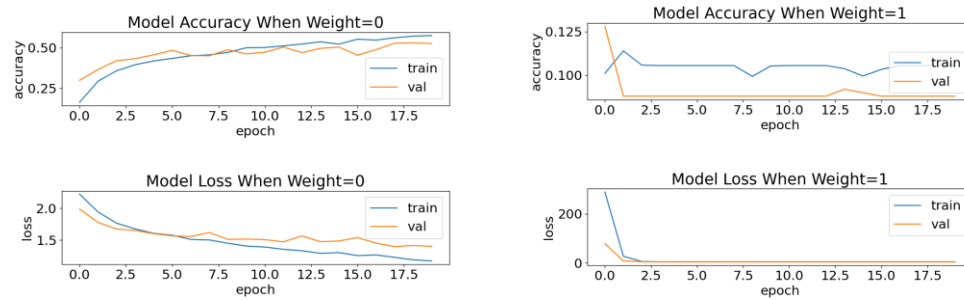 Model Accuracy When Weight=0
accuracy
0.50
0.25
train
val
0.0 2.5 5.0 7.5 10.0 12.5 15.0 17.5
epoch
Model Accuracy When Weight=1
accuracy
0.125
0.100
train
val
0.0 2.5 5.0 7.5 10.0 12.5 15.0 17.5
epoch
Model Loss When Weight=0
loss
2.0
1.5
train
val
0.0 2.5 5.0 7.5 10.0 12.5 15.0 17.5
epoch
Model Loss When Weight=1
loss
200
0
train
val
0.0 2.5 5.0 7.5 10.0 12.5 15.0 17.5
epoch